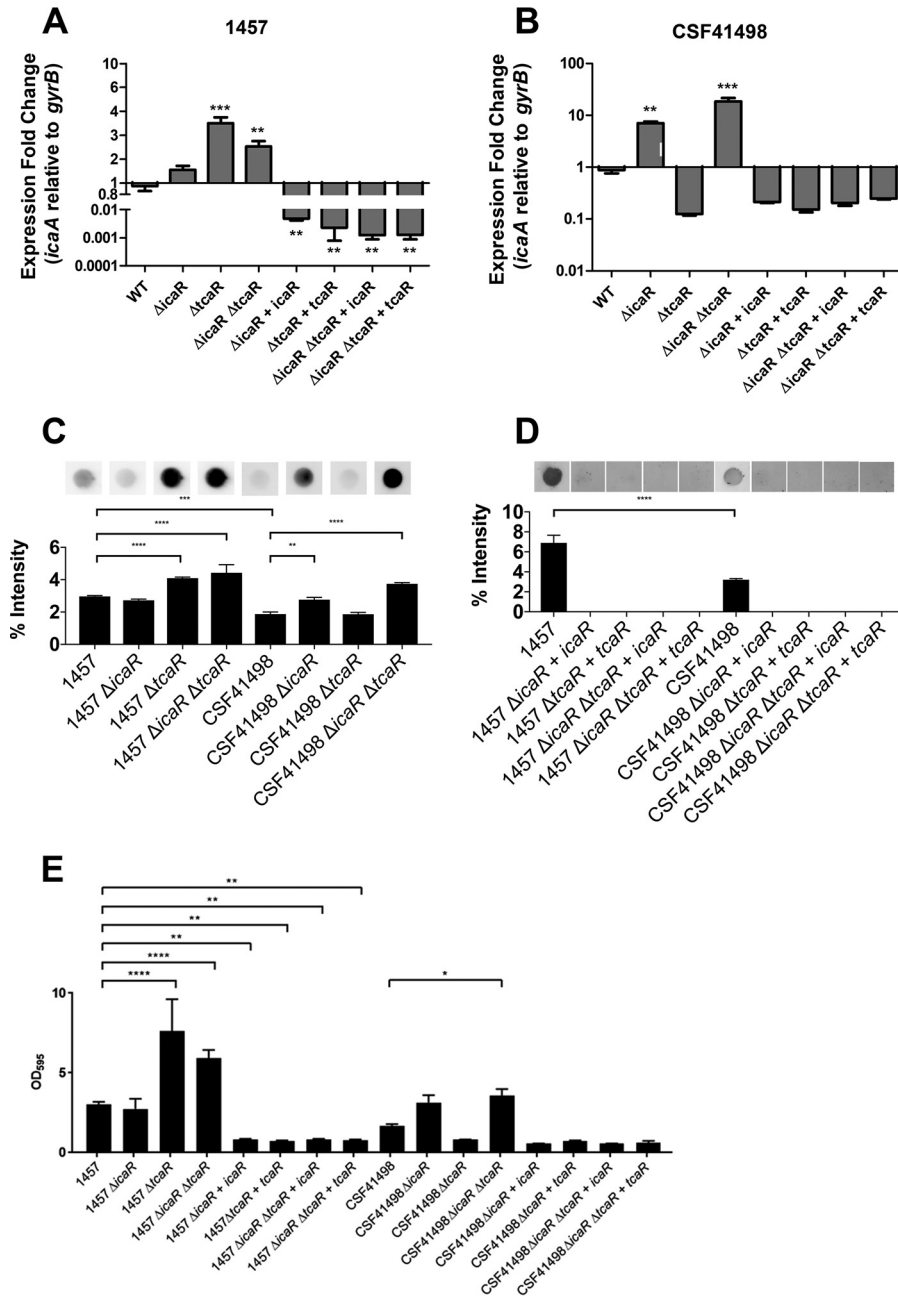 A
1457
Expression Fold Change
(icaA relative to gyrB)
10
8
6
4
2
1
0.8
0.01
0.001
0.0001
***
**
**
**
**
**
WT
ΔicaR
ΔtcaR
ΔicaR ΔtcaR
ΔicaR + icaR
ΔtcaR + tcaR
ΔicaR ΔtcaR + icaR
ΔicaR ΔtcaR + tcaR
B
CSF41498
Expression Fold Change
(icaA relative to gyrB)
100
10
1
0.1
0.01
**
***
WT
ΔicaR
ΔtcaR
ΔicaR ΔtcaR
ΔicaR + icaR
ΔtcaR + tcaR
ΔicaR ΔtcaR + icaR
ΔicaR ΔtcaR + tcaR
C
***
****
****
****
**
% Intensity
6
4
2
0
1457
1457 ΔicaR
1457 ΔtcaR
1457 ΔicaR ΔtcaR
CSF41498
CSF41498 ΔicaR
CSF41498 ΔtcaR
CSF41498 ΔicaR ΔtcaR
D
****
% Intensity
10
8
6
4
2
0
1457
1457 ΔicaR + icaR
1457 ΔtcaR + tcaR
1457 ΔicaR ΔtcaR + icaR
1457 ΔicaR ΔtcaR + tcaR
CSF41498
CSF41498 ΔicaR + icaR
CSF41498 ΔtcaR + tcaR
CSF41498 ΔicaR ΔtcaR + icaR
CSF41498 ΔicaR ΔtcaR + tcaR
E
**
**
**
**
****
****
*
OD595
10
5
0
1457
1457 ΔicaR
1457 ΔtcaR
1457 ΔicaR ΔtcaR
1457 ΔicaR + icaR
1457ΔtcaR + tcaR
1457 ΔicaR ΔtcaR + icaR
1457 ΔicaR ΔtcaR + tcaR
CSF41498
CSF41498ΔicaR
CSF41498ΔtcaR
CSF41498ΔicaR ΔtcaR
CSF41498ΔicaR + icaR
CSF41498ΔtcaR + tcaR
CSF41498ΔicaR ΔtcaR + icaR
CSF41498ΔicaR ΔtcaR + tcaR